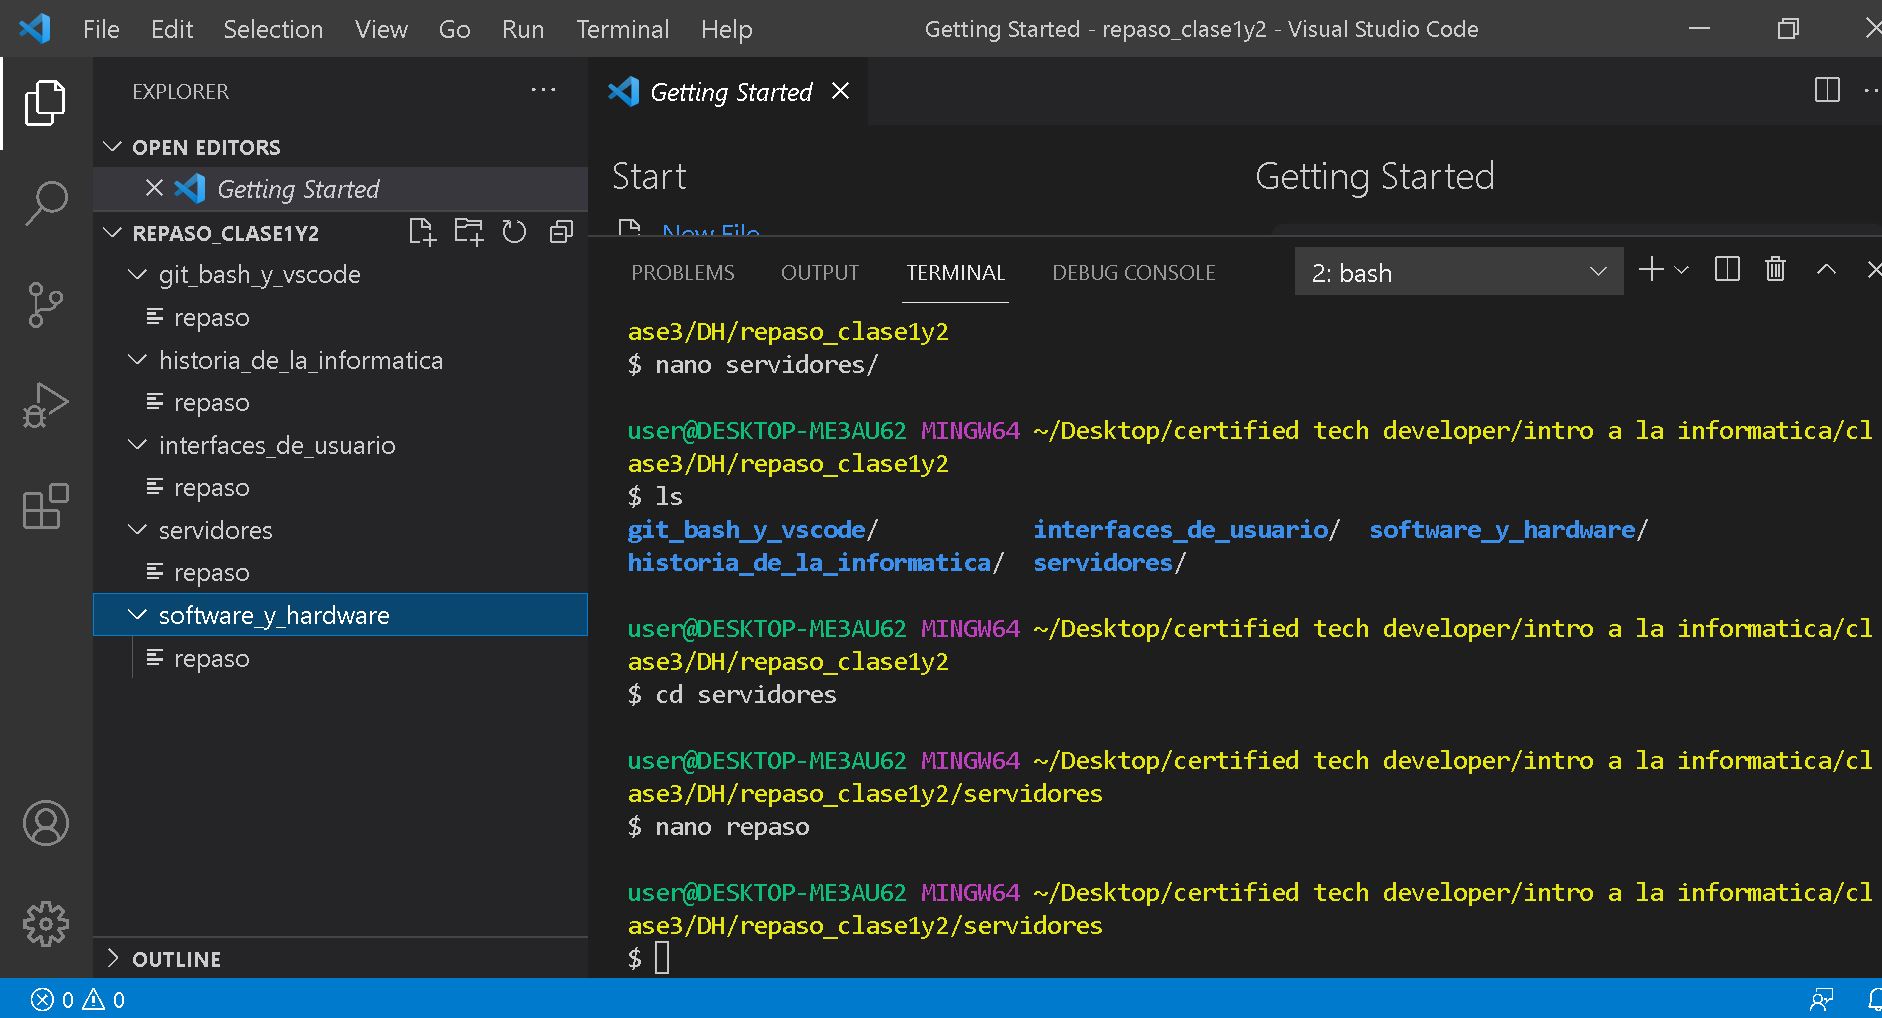 File Edit Selection View Go Run Terminal Help Getting Started - repaso_clase1y2 - Visual Studio Code
EXPLORER
OPEN EDITORS
Getting Started
REPASO_CLASE1Y2
git_bash_y_vscode
repaso
historia_de_la_informatica
repaso
interfaces_de_usuario
repaso
servidores
repaso
software_y_hardware
repaso
OUTLINE
Getting Started
Start
New File
Getting Started
PROBLEMS OUTPUT TERMINAL DEBUG CONSOLE 2: bash
ase3/DH/repaso_clase1y2
$ nano servidores/
user@DESKTOP-ME3AU62 MINGW64 ~/Desktop/certified tech developer/intro a la informatica/cl
ase3/DH/repaso_clase1y2
$ ls
git_bash_y_vscode/ interfaces_de_usuario/ software_y_hardware/
historia_de_la_informatica/ servidores/
user@DESKTOP-ME3AU62 MINGW64 ~/Desktop/certified tech developer/intro a la informatica/cl
ase3/DH/repaso_clase1y2
$ cd servidores
user@DESKTOP-ME3AU62 MINGW64 ~/Desktop/certified tech developer/intro a la informatica/cl
ase3/DH/repaso_clase1y2/servidores
$ nano repaso
user@DESKTOP-ME3AU62 MINGW64 ~/Desktop/certified tech developer/intro a la informatica/cl
ase3/DH/repaso_clase1y2/servidores
$
0 0